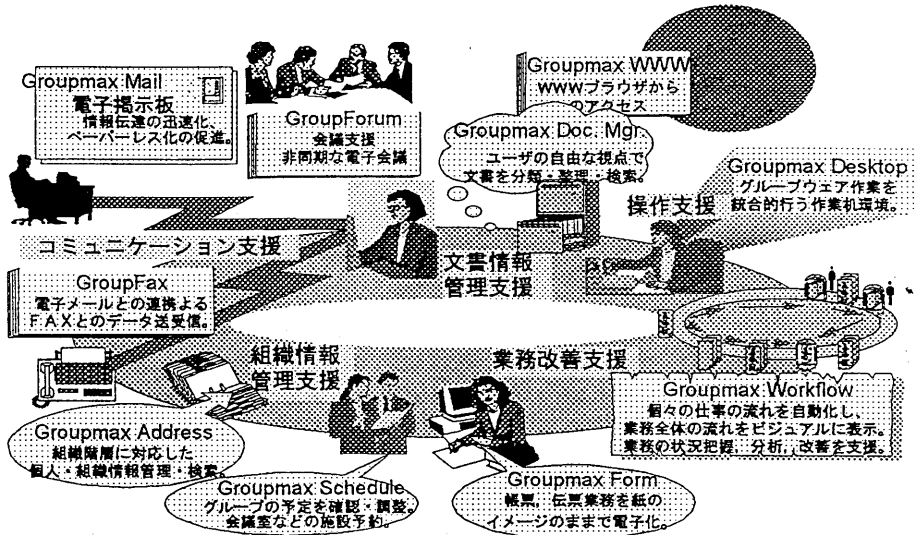 Groupmax Mail
電子掲示板
情報伝達の迅速化、
ペーパーレス化の促進。
GroupForum
会議支援
非同期な電子会議
Groupmax WWW
WWWブラウザから
のアクセス
Groupmax Doc. Mgr.
ユーザの自由な視点で
文書を分類・整理・検索。
Groupmax Desktop
グループウェア作業を
統合的行う作業机環境。
操作支援
コミュニケーション支援
文書情報
管理支援
GroupFax
電子メールとの連携よる
FAXとのデータ送受信。
組織情報
管理支援
業務改善支援
Groupmax Workflow
個々の仕事の流れを自動化し、
業務全体の流れをビジュアルに表示。
業務の状況把握，分析，改善を支援。
Groupmax Address
組織階層に対応した
個人・組織情報管理・検索。
Groupmax Schedule
グループの予定を確認・調整。
会議室などの施設予約。
Groupmax Form
帳票，伝票業務を紙の
イメージのままで電子化。